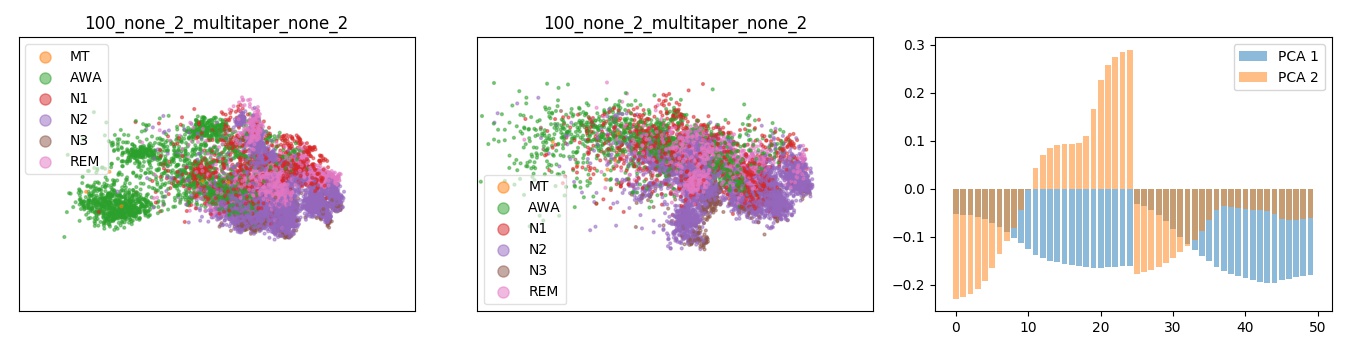 100_none_2_multitaper_none_2
MT
AWA
N1
N2
N3
REM
100_none_2_multitaper_none_2
MT
AWA
N1
N2
N3
REM
PCA 1
PCA 2
0.3
0.2
0.1
0.0
−0.1
−0.2
0 10 20 30 40 50